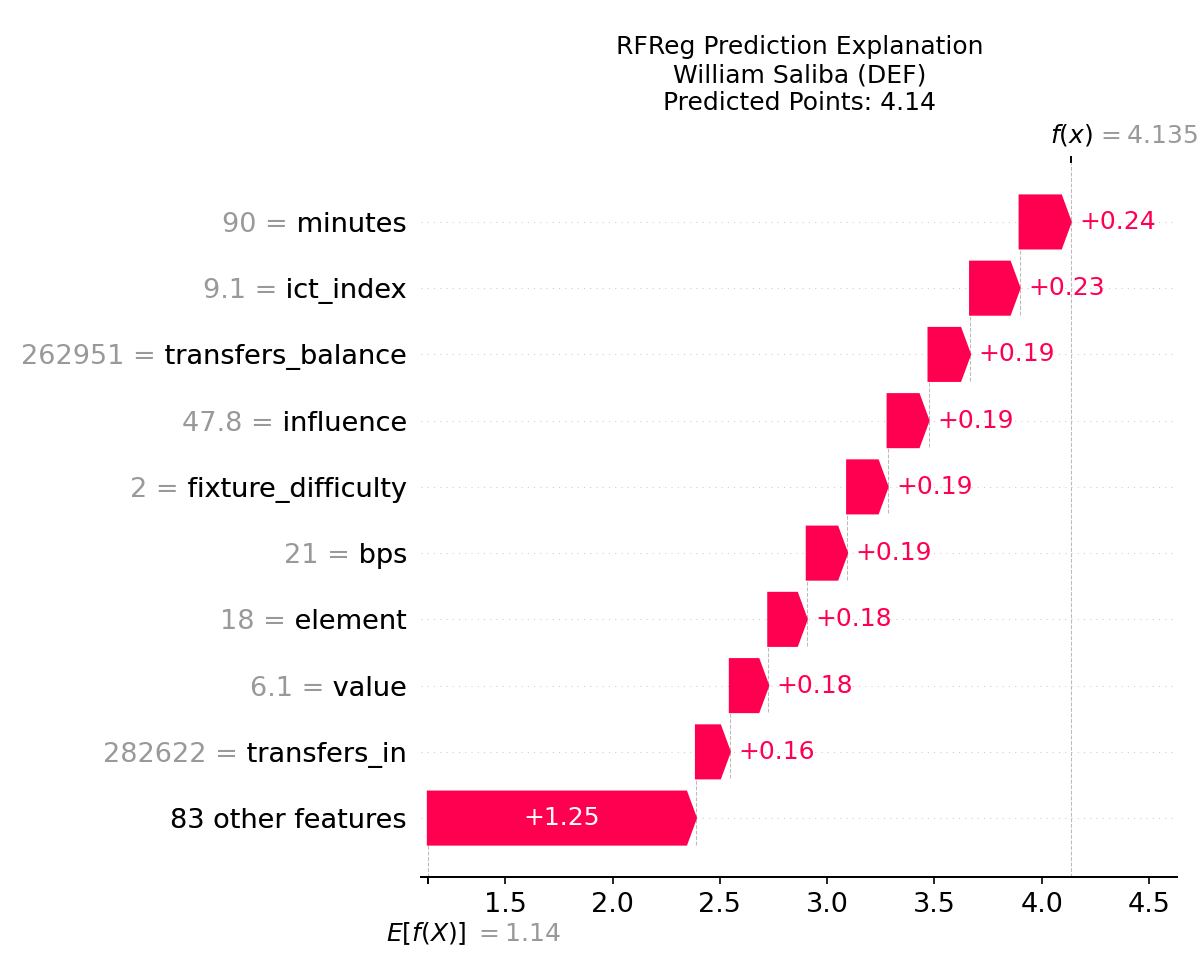 RFReg Prediction Explanation
William Saliba (DEF)
Predicted Points: 4.14
f(x) = 4.135
90 = minutes
+0.24
9.1 = ict_index
+0.23
262951 = transfers_balance
+0.19
47.8 = influence
+0.19
2 = fixture_difficulty
+0.19
21 = bps
+0.19
18 = element
+0.18
6.1 = value
+0.18
282622 = transfers_in
+0.16
83 other features
+1.25
1.5 2.0 2.5 3.0 3.5 4.0 4.5
E[f(X)] = 1.14